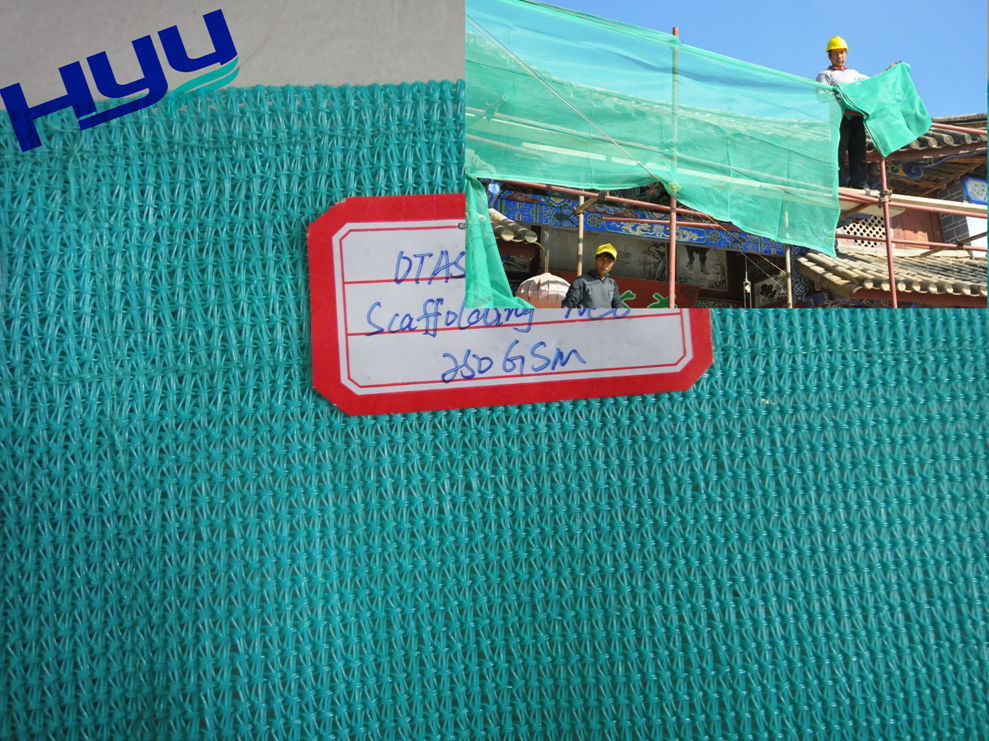 Hyu
DTAS
Scaffolding
250 GSM